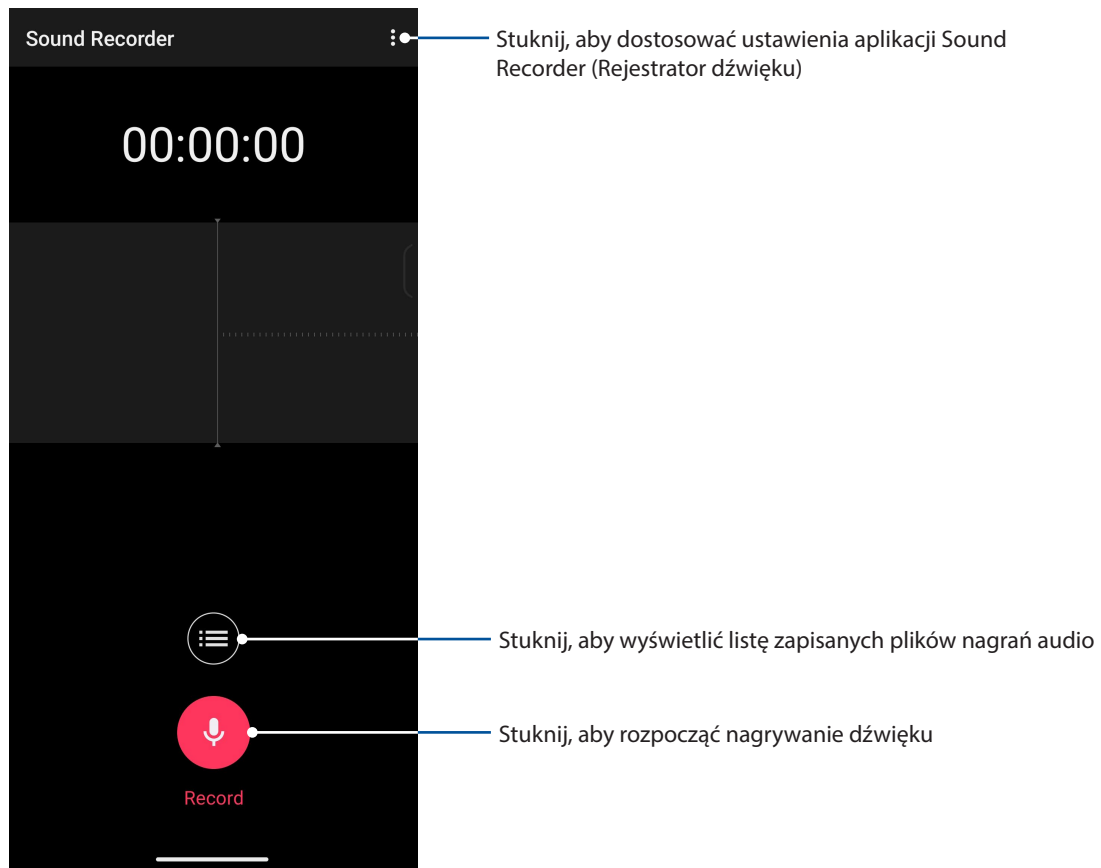 Sound Recorder
Stuknij, aby dostosować ustawienia aplikacji Sound
Recorder (Rejestrator dźwięku)
00:00:00
Stuknij, aby wyświetlić listę zapisanych plików nagrań audio
Stuknij, aby rozpocząć nagrywanie dźwięku
Record